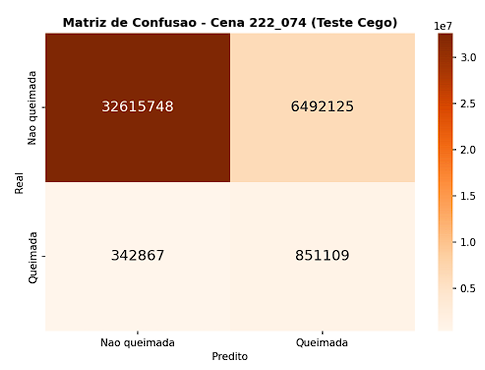 Matriz de Confusao - Cena 222_074 (Teste Cego)
1e7
Nao queimada
32615748
6492125
Real
Queimada
342867
851109
3.0
2.5
2.0
1.5
1.0
0.5
Nao queimada
Queimada
Predito